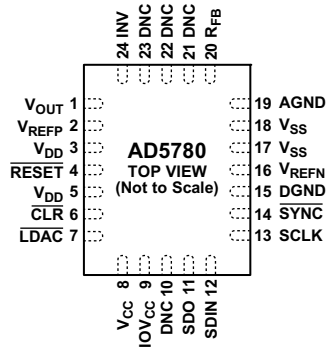 24 INV
23 DNC
22 DNC
21 DNC
20 RFB
VOUT 1
VREFP 2
VDD 3
RESET 4
VDD 5
CLR 6
LDAC 7
AD5780
TOP VIEW
(Not to Scale)
19 AGND
18 VSS
17 VSS
16 VREFN
15 DGND
14 SYNC
13 SCLK
VCC 8
IOVCC 9
DNC 10
SDO 11
SDIN 12